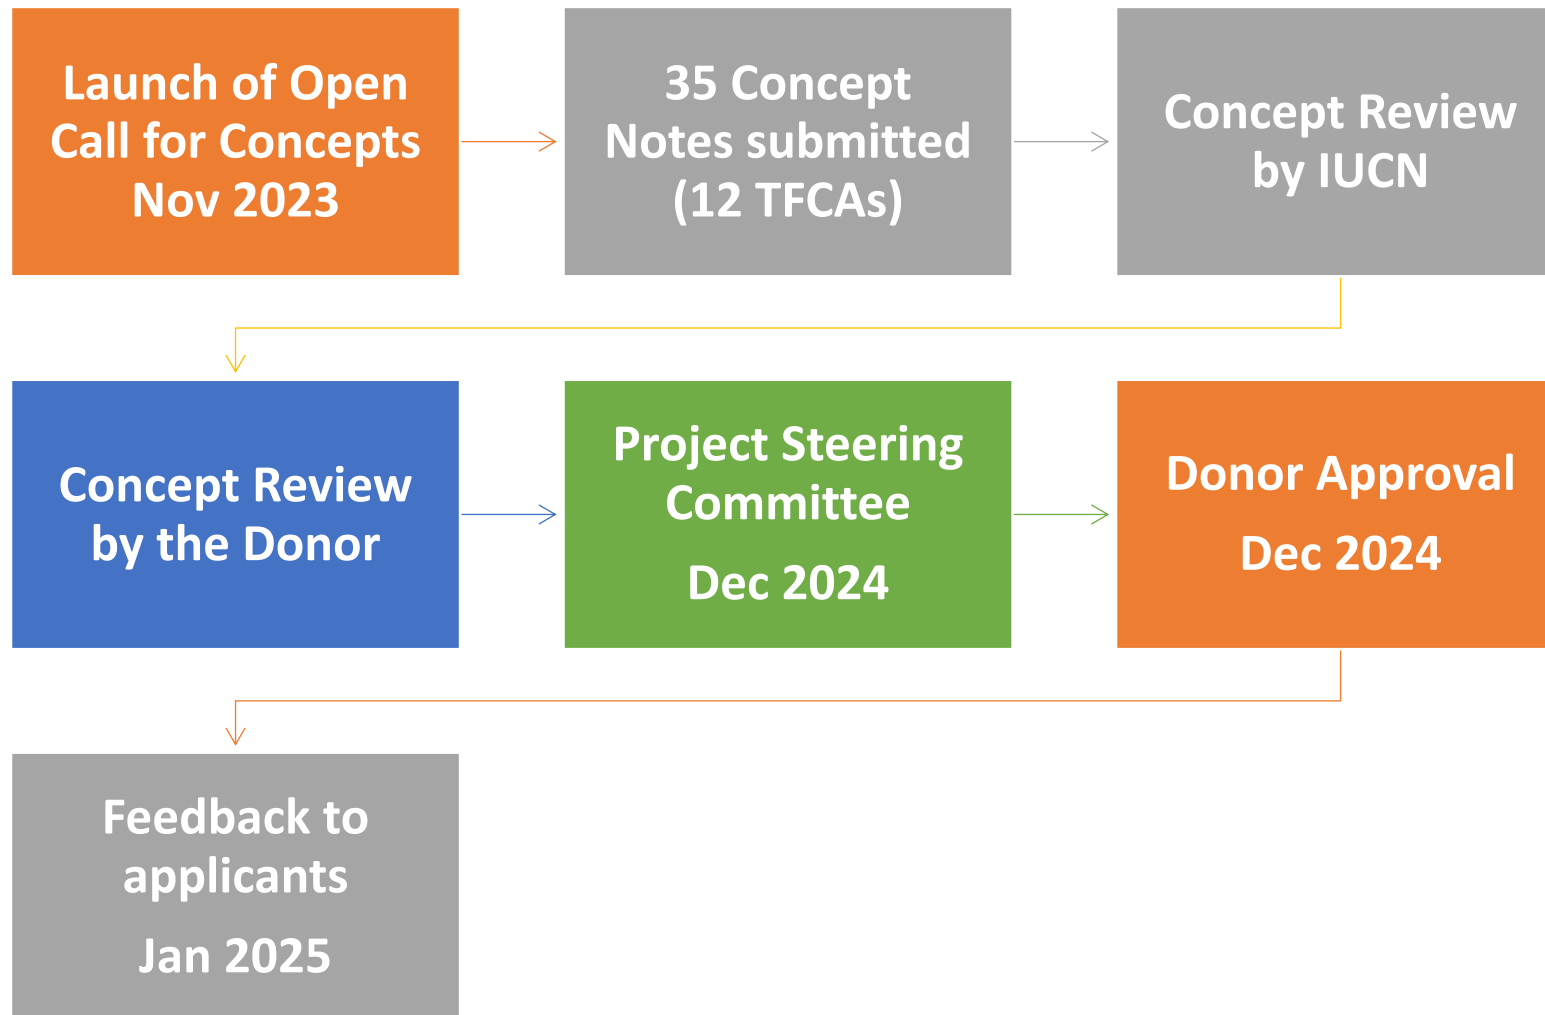 Launch of Open
Call for Concepts
Nov 2023
35 Concept
Notes submitted
(12 TFCAs)
Concept Review
by IUCN
Concept Review
by the Donor
Project Steering
Committee
Dec 2024
Donor Approval
Dec 2024
Feedback to
applicants
Jan 2025